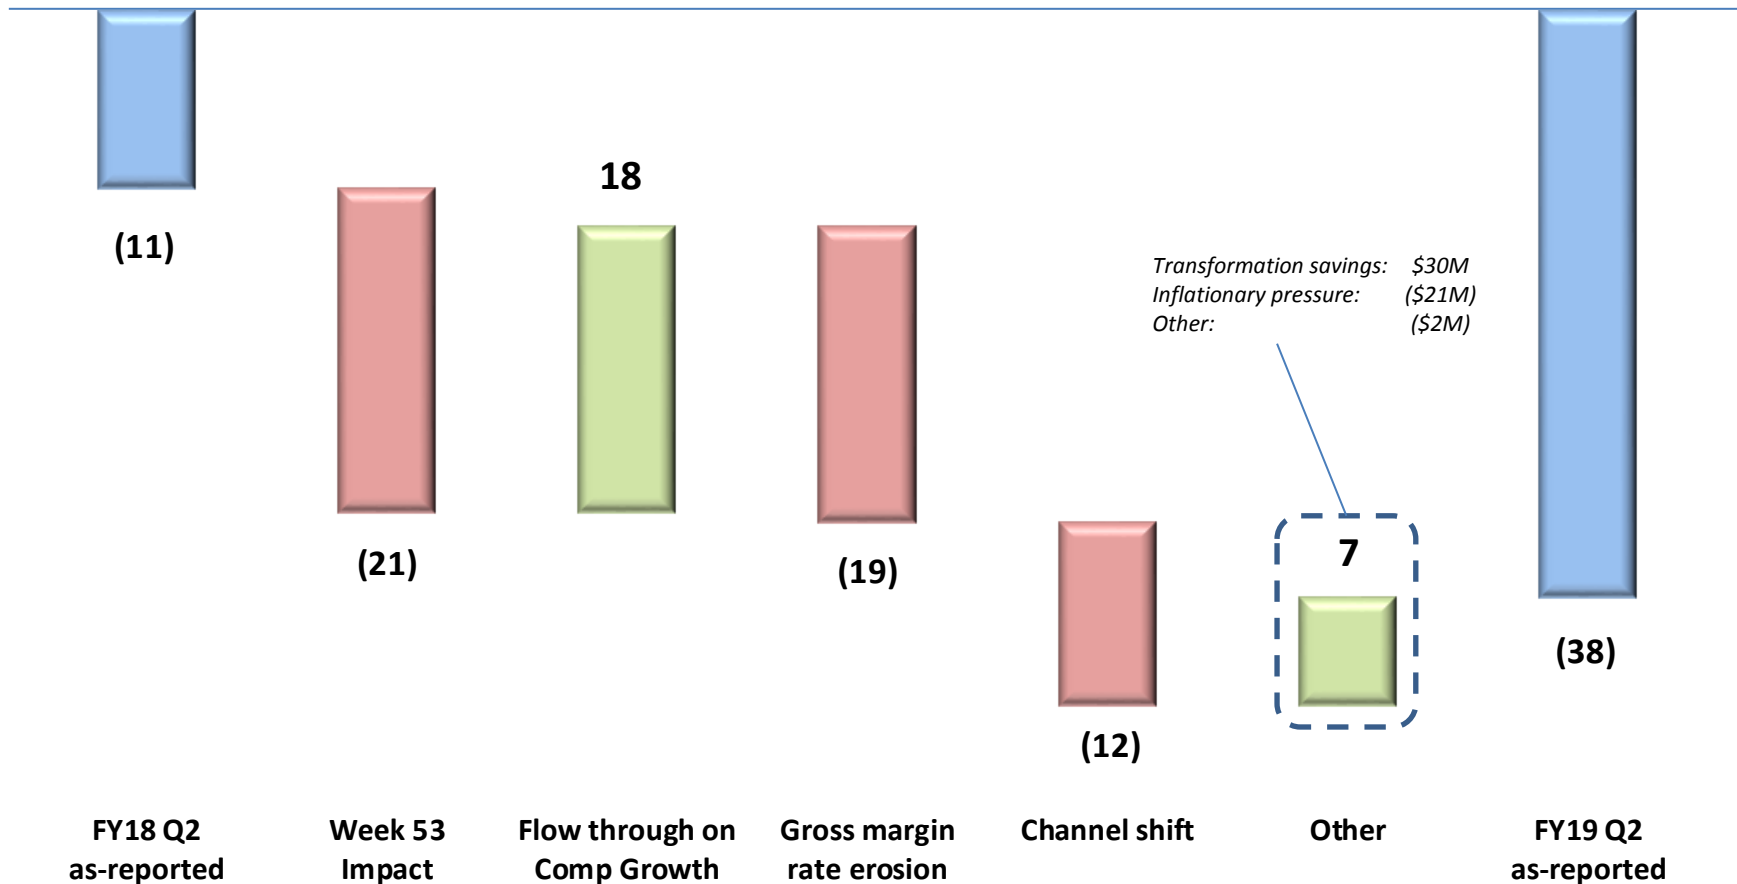 18
(11)
Transformation savings: $30M
Inflationary pressure: ($21M)
Other: ($2M)
(21)
(19)
7
(38)
(12)
FY18 Q2
as-reported
Week 53
Impact
Flow through on
Comp Growth
Gross margin
rate erosion
Channel shift
Other
FY19 Q2
as-reported